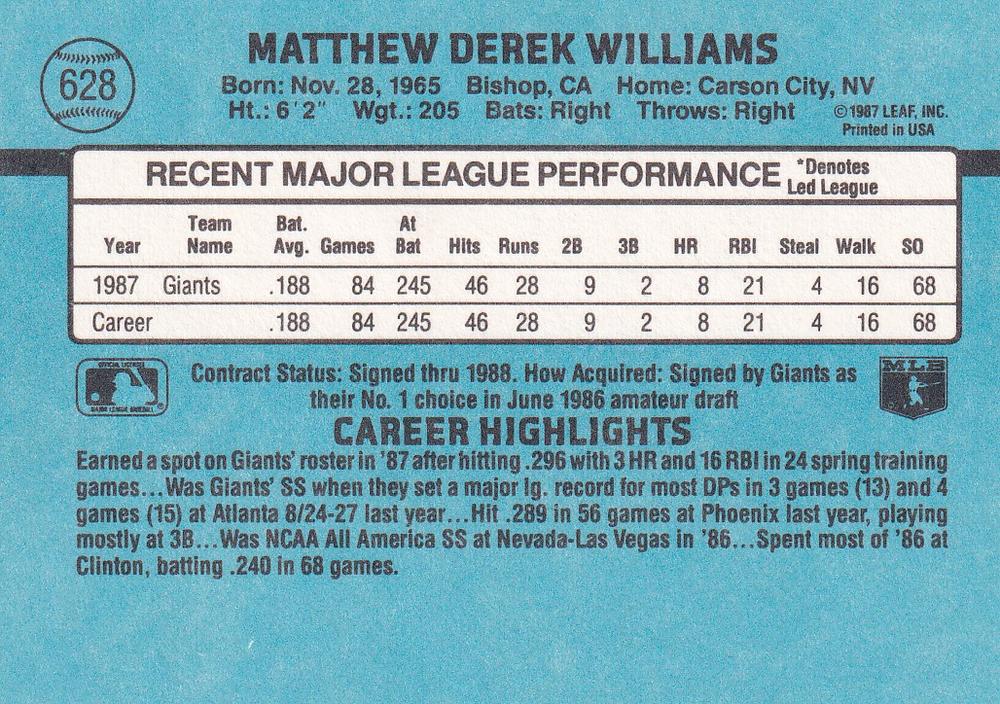 628
MATTHEW DEREK WILLIAMS
Born: Nov. 28, 1965 Bishop, CA Home: Carson City, NV
Ht.: 6'2" Wgt.: 205 Bats: Right Throws: Right
©1987 LEAF, INC.
Printed in USA
RECENT MAJOR LEAGUE PERFORMANCE
*Denotes
Led League
Year Team Name Bat. Avg. Games At Bat Hits Runs 2B 3B HR RBI Steal Walk SO
1987 Giants .188 84 245 46 28 9 2 8 21 4 16 68
Career .188 84 245 46 28 9 2 8 21 4 16 68
OFFICIAL LICENSEE
MAJOR LEAGUE BASEBALL
MLB
Contract Status: Signed thru 1988. How Acquired: Signed by Giants as
their No. 1 choice in June 1986 amateur draft
CAREER HIGHLIGHTS
Earned a spot on Giants' roster in '87 after hitting .296 with 3 HR and 16 RBI in 24 spring training
games...Was Giants' SS when they set a major lg. record for most DPs in 3 games (13) and 4
games (15) at Atlanta 8/24-27 last year...Hit .289 in 56 games at Phoenix last year, playing
mostly at 3B...Was NCAA All America SS at Nevada-Las Vegas in '86...Spent most of '86 at
Clinton, batting .240 in 68 games.